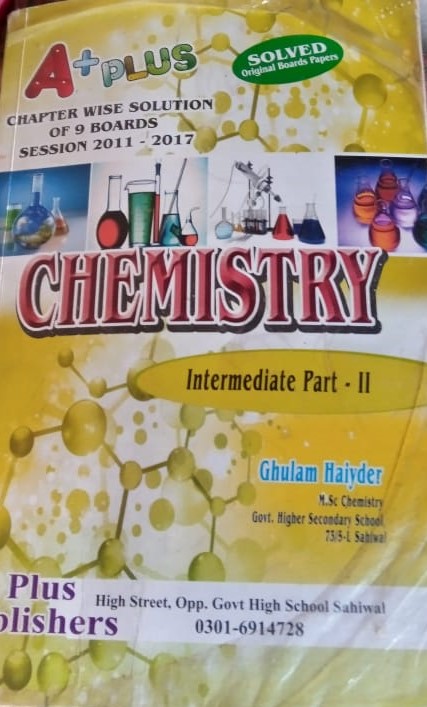 A+ PLUS
SOLVED
Original Boards Papers
CHAPTER WISE SOLUTION
OF 9 BOARDS
SESSION 2011 - 2017
CHEMISTRY
Intermediate Part - II
Ghulam Haiyder
M.Sc Chemistry
Govt. Higher Secondary School
75/5-L Sahiwal
Plus
blishers
High Street, Opp. Govt High School Sahiwal
0301-6914728